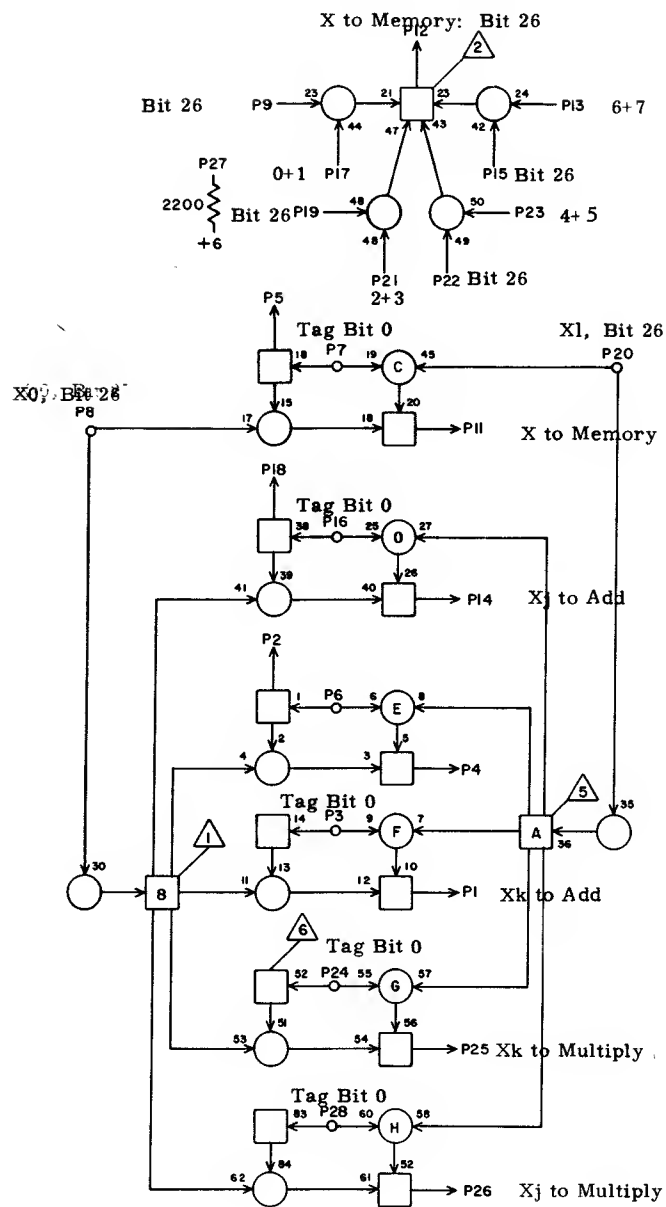 X to Memory: Bit 26
P12
2
23 21 23 24
Bit 26 P9 P13 6+7
44 47 43 42
P27
0+1 P17 P15 Bit 26
2200 Bit 26 P19 48 50 P23 4+5
+6
48 49
P21 P22 Bit 26
2+3
P5
Tag Bit 0 X1, Bit 26
18 P7 19 C 45 P20
X0, Bit 26
P8
15 20
17 18 P11
X to Memory
P18
Tag Bit 0
38 P16 25 O 27
39 26
41 40 P14 Xj to Add
P2
1 P6 6 E 8
2 5
4 3 P4
Tag Bit 0
1 14 P3 9 F 7 A 5 35
36
13 10
30 8 11 12 P1 Xk to Add
6 Tag Bit 0
52 P24 55 G 57
51 56
53 54 P25 Xk to Multiply
Tag Bit 0
83 P28 60 H 58
84 52
62 61 P26 Xj to Multiply